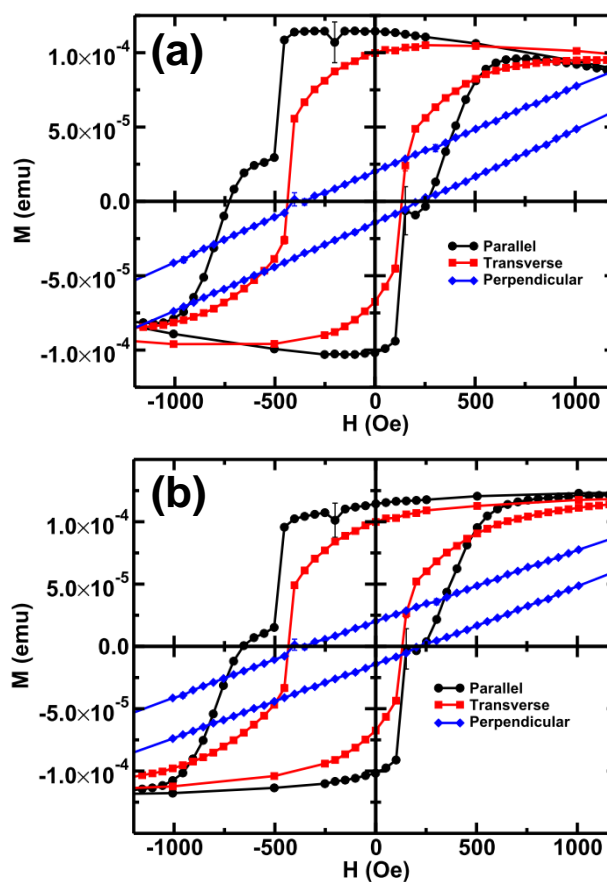 (a)
1.0×10⁻⁴
5.0×10⁻⁵
0.0
-5.0×10⁻⁵
-1.0×10⁻⁴
M (emu)
Parallel
Transverse
Perpendicular
-1000 -500 0 500 1000
H (Oe)
(b)
1.0×10⁻⁴
5.0×10⁻⁵
0.0
-5.0×10⁻⁵
-1.0×10⁻⁴
M (emu)
Parallel
Transverse
Perpendicular
-1000 -500 0 500 1000
H (Oe)